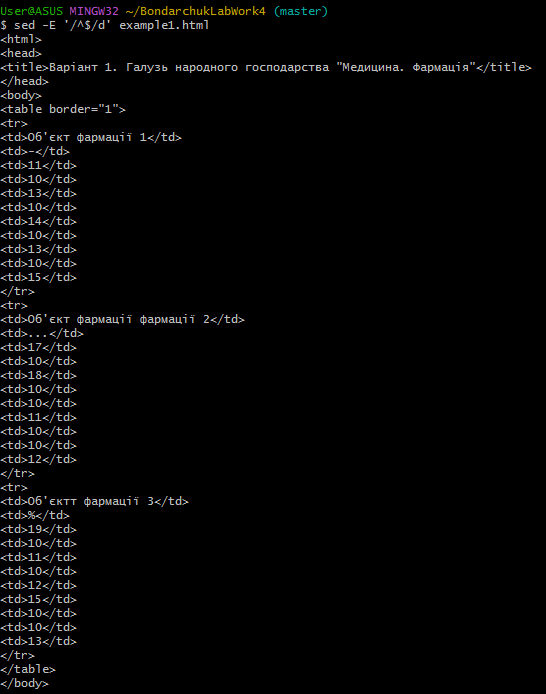 User@ASUS MINGW32 ~/BondarchukLabWork4 (master)
$ sed -E '/^$/d' example1.html
<html>
<head>
<title>Варіант 1. Галузь народного господарства "Медицина. Фармація"</title>
</head>
<body>
<table border="1">
<tr>
<td>Об'єкт фармації 1</td>
<td>-</td>
<td>11</td>
<td>10</td>
<td>13</td>
<td>10</td>
<td>14</td>
<td>10</td>
<td>13</td>
<td>10</td>
<td>15</td>
</tr>
<tr>
<td>Об'єкт фармації фармації 2</td>
<td>...</td>
<td>17</td>
<td>10</td>
<td>18</td>
<td>10</td>
<td>10</td>
<td>11</td>
<td>10</td>
<td>10</td>
<td>12</td>
</tr>
<tr>
<td>Об'єктт фармації 3</td>
<td>%</td>
<td>19</td>
<td>10</td>
<td>11</td>
<td>10</td>
<td>12</td>
<td>15</td>
<td>10</td>
<td>10</td>
<td>13</td>
</tr>
</table>
</body>